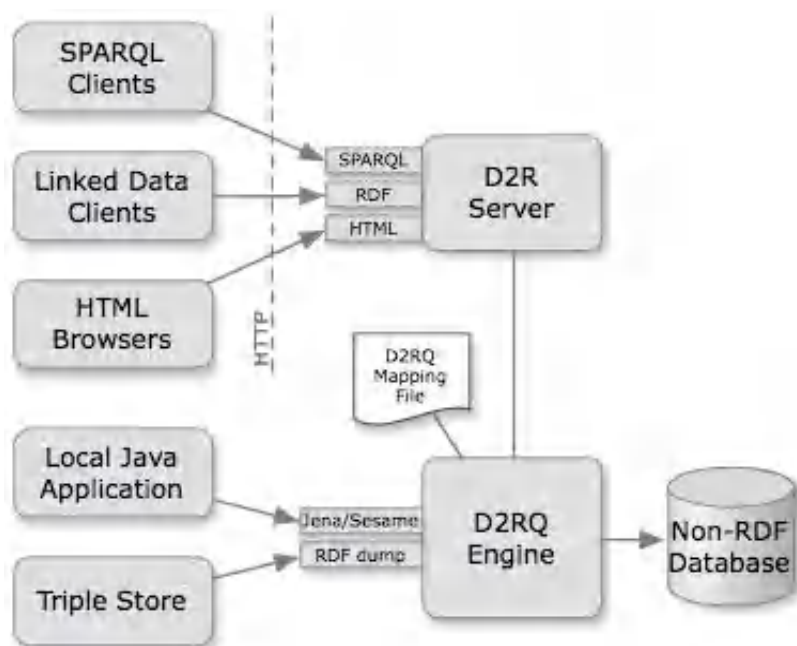 SPARQL
Clients
Linked Data
Clients
HTML
Browsers
HTTP
SPARQL
RDF
HTML
D2R
Server
D2RQ
Mapping
File
Local Java
Application
Triple Store
Jena/Sesame
RDF dump
D2RQ
Engine
Non-RDF
Database